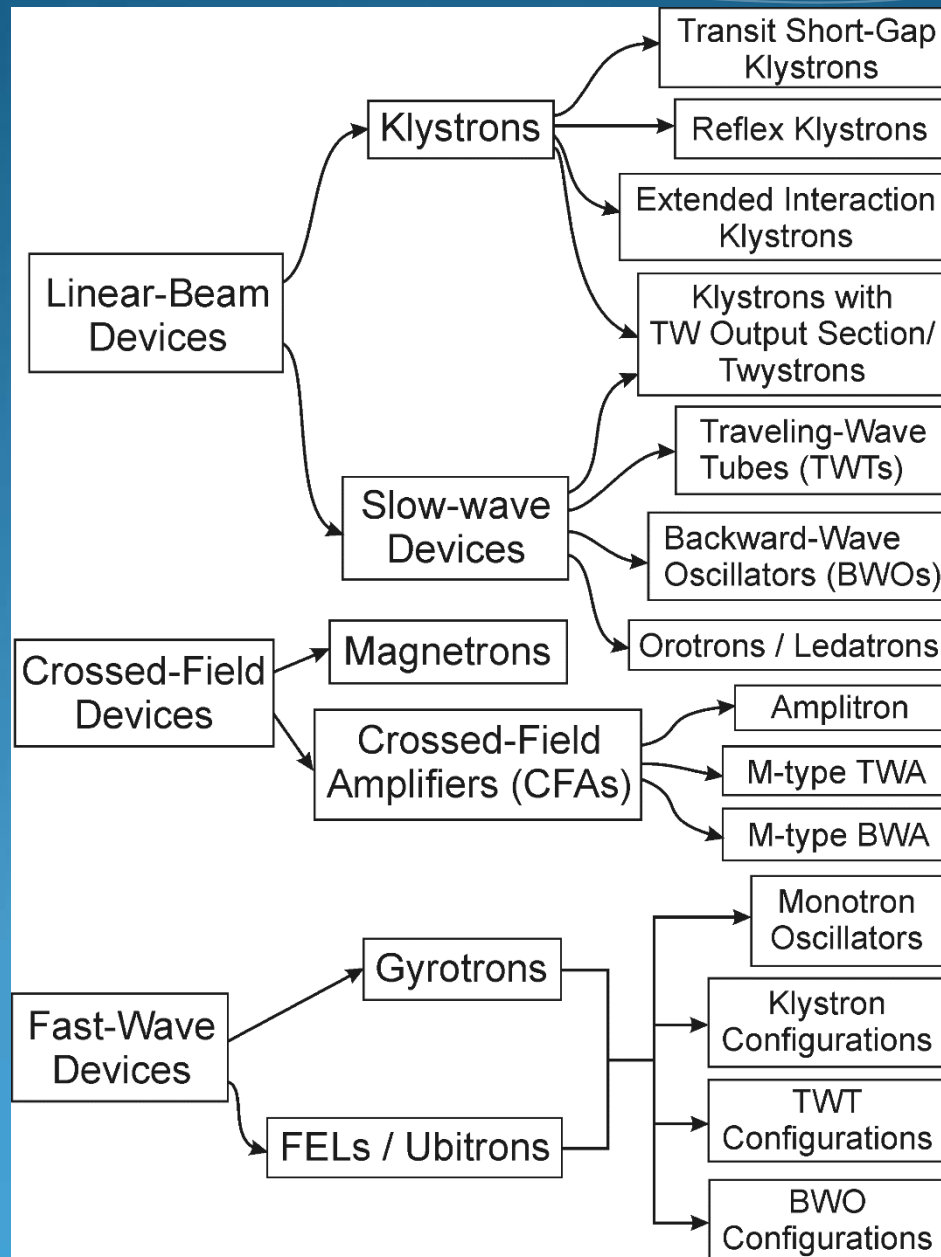 Transit Short-Gap
Klystrons
Klystrons
Reflex Klystrons
Extended Interaction
Klystrons
Linear-Beam
Devices
Klystrons with
TW Output Section/
Twystrons
Traveling-Wave
Tubes (TWTs)
Slow-wave
Devices
Backward-Wave
Oscillators (BWOs)
Orotrons / Ledatrons
Crossed-Field
Devices
Magnetrons
Crossed-Field
Amplifiers (CFAs)
Amplitron
M-type TWA
M-type BWA
Fast-Wave
Devices
Gyrotrons
FELs / Ubitrons
Monotron
Oscillators
Klystron
Configurations
TWT
Configurations
BWO
Configurations